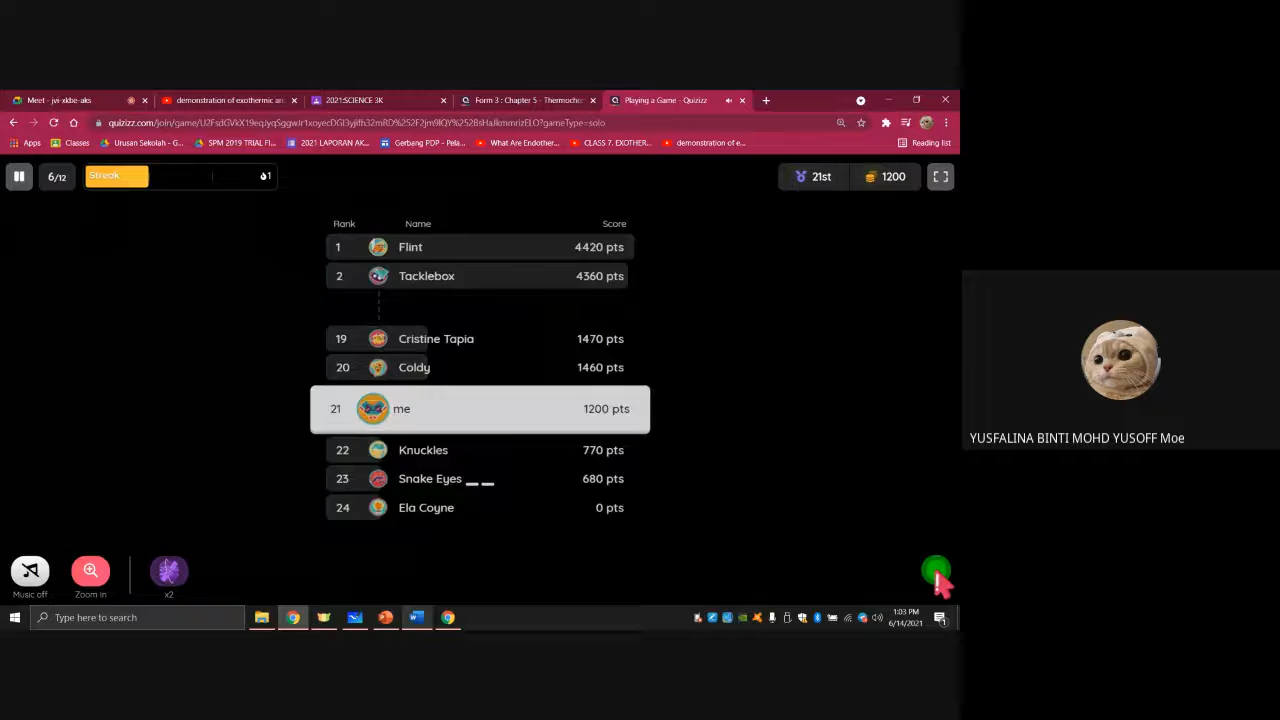 Meet - jvi-xkbe-aks
demonstration of exothermic an
2021:SCIENCE 3K
Form 3 : Chapter 5 - Thermocher
Playing a Game - Quizizz
Apps
Classes
Urusan Sekolah - G...
SPM 2019 TRIAL FI...
2021 LAPORAN AK...
Gerbang PDP - Pela...
What Are Endother...
CLASS 7. EXOTHER...
demonstration of e...
Reading list
6/12
Streak
1
21st
1200
Rank Name Score
1 Flint 4420 pts
2 Tacklebox 4360 pts
19 Cristine Tapia 1470 pts
20 Coldy 1460 pts
21 me 1200 pts
22 Knuckles 770 pts
23 Snake Eyes _ _ 680 pts
24 Ela Coyne 0 pts
Music off
Zoom in
x2
Type here to search
1:03 PM
6/14/2021
YUSFALINA BINTI MOHD YUSOFF Moe